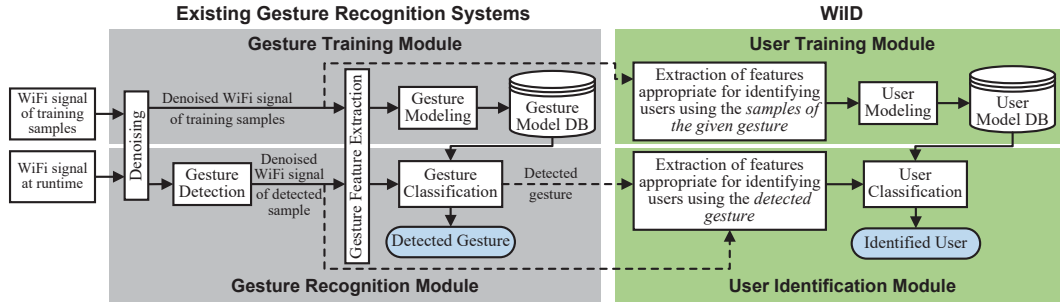 Existing Gesture Recognition Systems
WiID
Gesture Training Module
User Training Module
WiFi signal
of training
samples
WiFi signal
at runtime
Denoising
Denoised WiFi signal
of training samples
Gesture Feature Extraction
Gesture
Modeling
Gesture
Model DB
Extraction of features
appropriate for identifying
users using the samples of
the given gesture
User
Modeling
User
Model DB
Gesture
Detection
Denoised
WiFi signal
of detected
sample
Gesture
Classification
Detected
gesture
Extraction of features
appropriate for identifying
users using the detected
gesture
User
Classification
Detected Gesture
Identified User
Gesture Recognition Module
User Identification Module